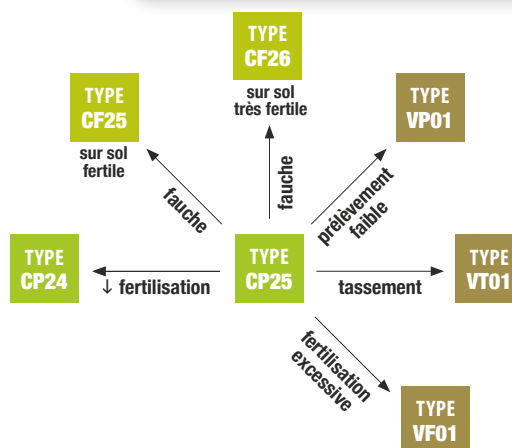 TYPE
CF26
sur sol
très fertile
TYPE
CF25
sur sol
fertile
TYPE
VP01
fauche
fauche
prélèvement
faible
TYPE
CP24
↓ fertilisation
TYPE
CP25
tassement
TYPE
VT01
fertilisation
excessive
TYPE
VF01